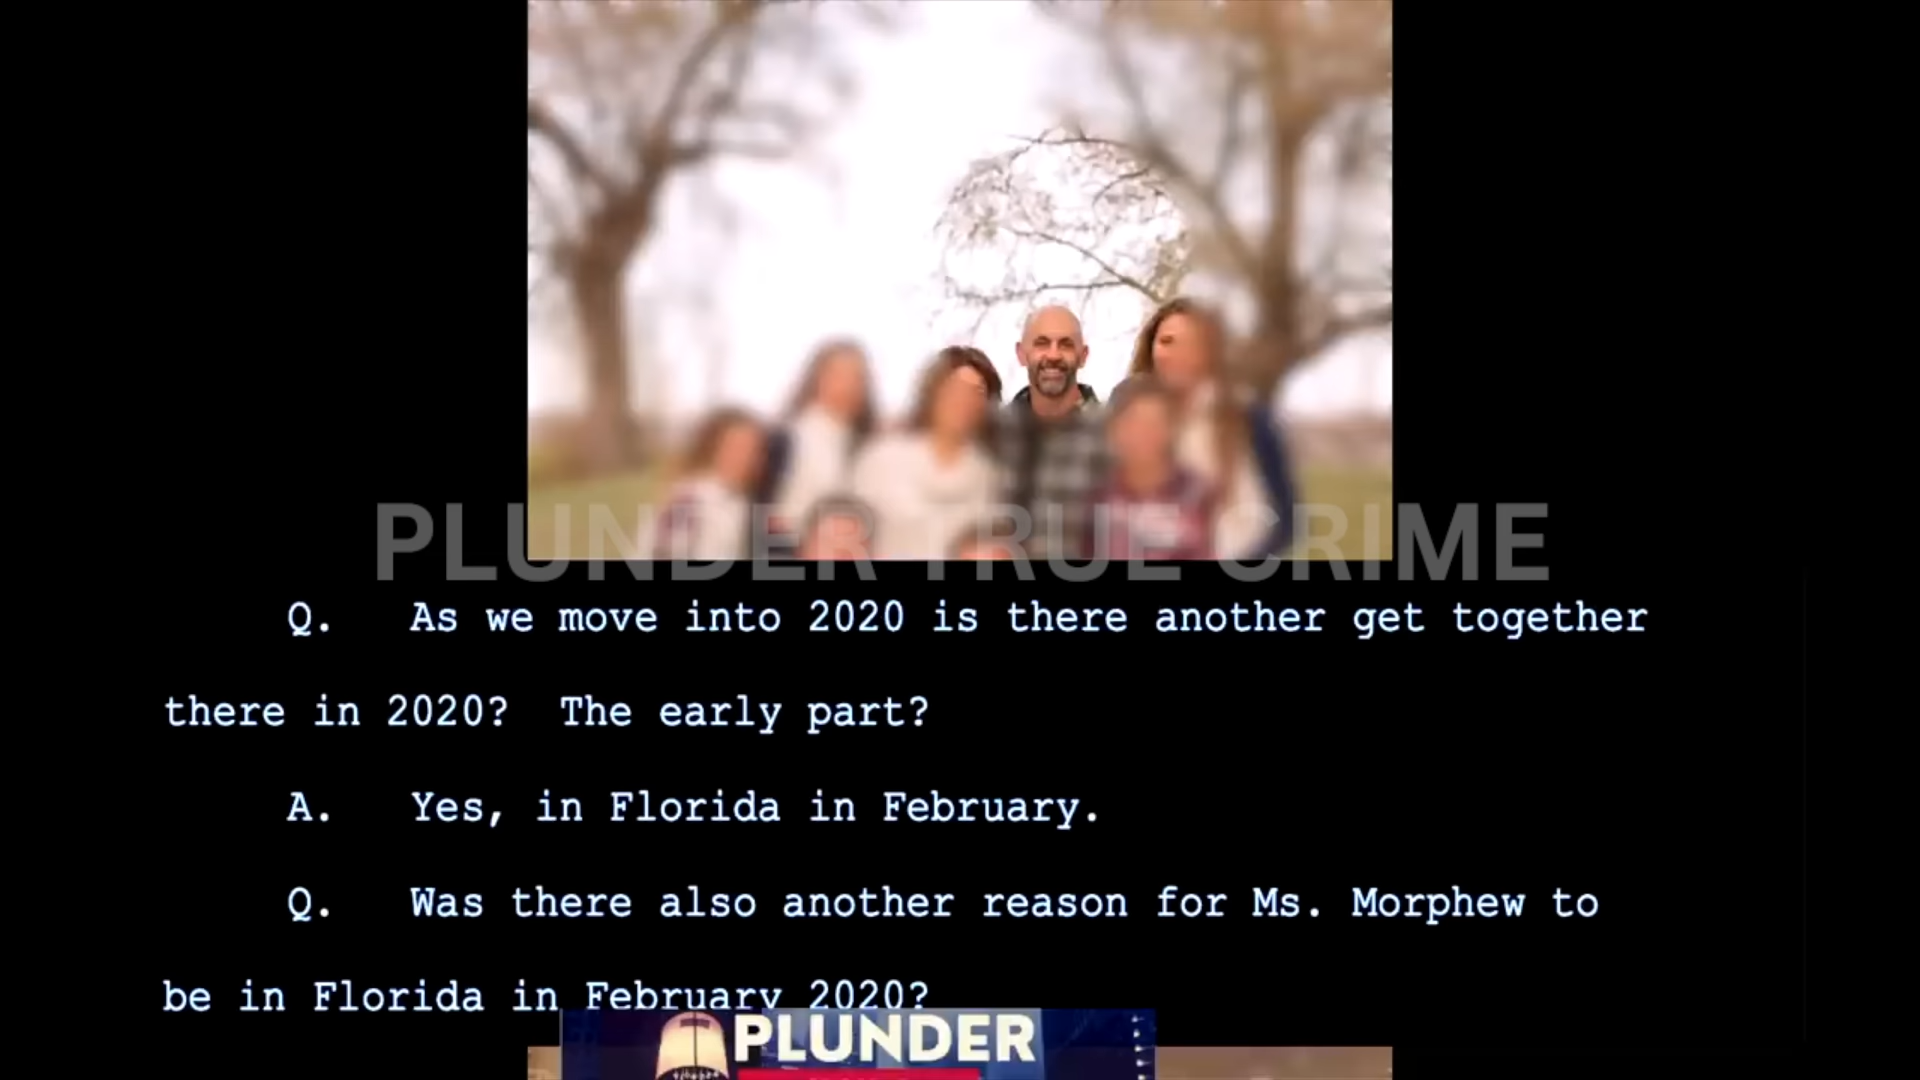 PLUNDER TRUE CRIME
Q. As we move into 2020 is there another get together
there in 2020? The early part?
A. Yes, in Florida in February.
Q. Was there also another reason for Ms. Morphew to
be in Florida in February 2020?
PLUNDER